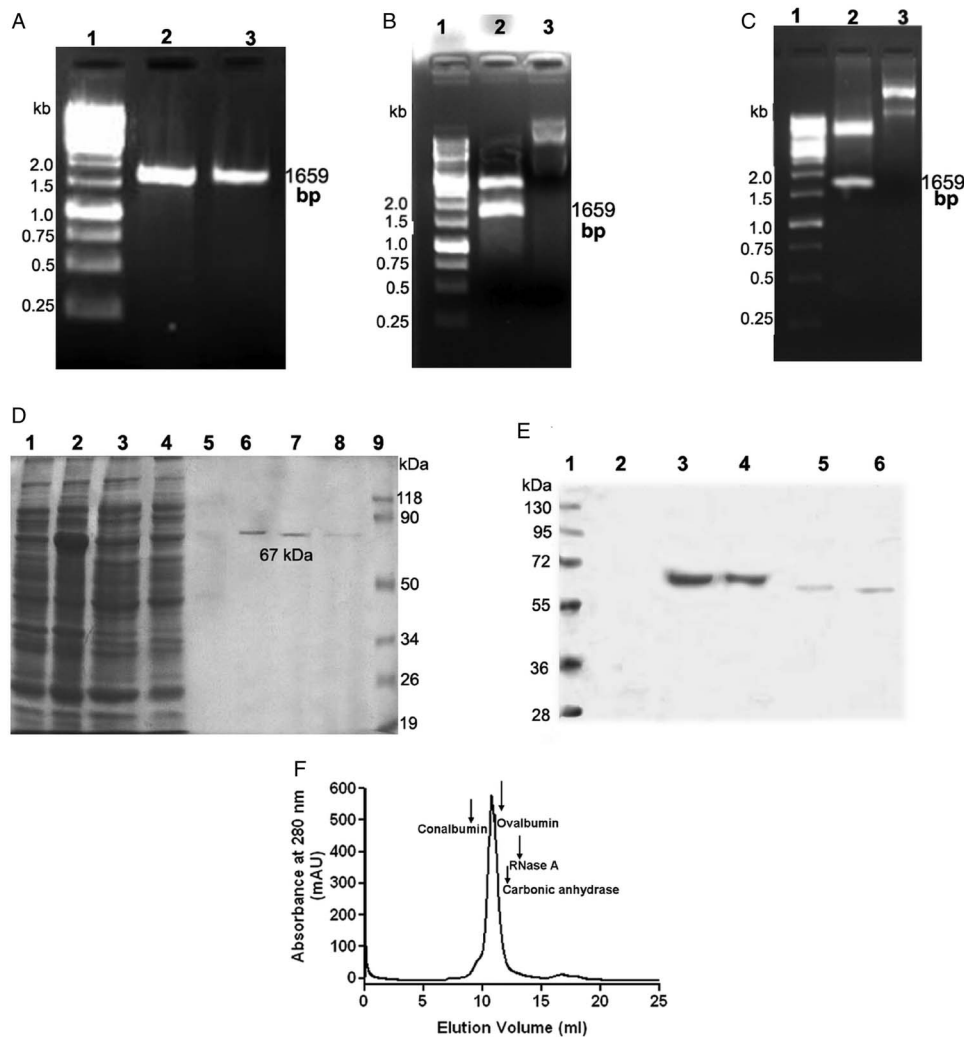 A
1 2 3
kb
2.0
1.5
1.0
0.75
0.5
0.25
1659
bp
B
1 2 3
kb
2.0
1.5
1.0
0.75
0.5
0.25
1659
bp
C
1 2 3
kb
2.0
1.5
1.0
0.75
0.5
0.25
1659
bp
D
1 2 3 4 5 6 7 8 9
kDa
118
90
67 kDa
50
34
26
19
E
1 2 3 4 5 6
kDa
130
95
72
55
36
28
F
Absorbance at 280 nm
(mAU)
600
500
400
300
200
100
0
Conalbumin
Ovalbumin
RNase A
Carbonic anhydrase
0 5 10 15 20 25
Elution Volume (ml)